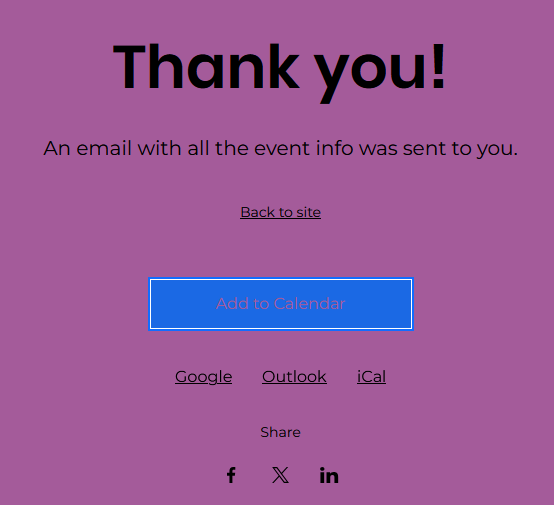 Thank you!
An email with all the event info was sent to you.
Back to site
Add to Calendar
Google Outlook iCal
Share